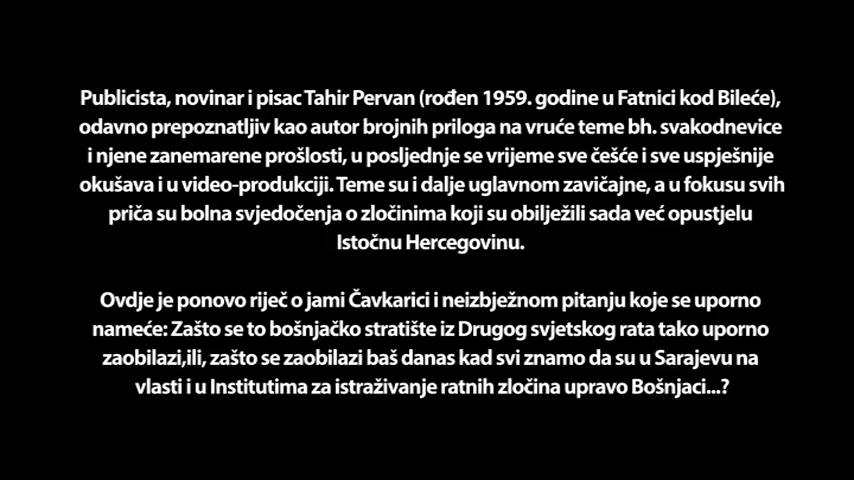 Publicista, novinar i pisac Tahir Pervan (rođen 1959. godine u Fatnici kod Bileće),
odavno prepoznatljiv kao autor brojnih priloga na vruće teme bh. svakodnevice
i njene zanemarene prošlosti, u posljednje se vrijeme sve češće i sve uspješnije
okušava i u video-produkciji. Teme su i dalje uglavnom zavičajne, a u fokusu svih
priča su bolna svjedočenja o zločinima koji su obilježili sada već opustjelu
Istočnu Hercegovinu.
Ovdje je ponovo riječ o jami Čavkarici i neizbježnom pitanju koje se uporno
nameće: Zašto se to bošnjačko stratište iz Drugog svjetskog rata tako uporno
zaobilazi,ili, zašto se zaobilazi baš danas kad svi znamo da su u Sarajevu na
vlasti i u Institutima za istraživanje ratnih zločina upravo Bošnjaci...?